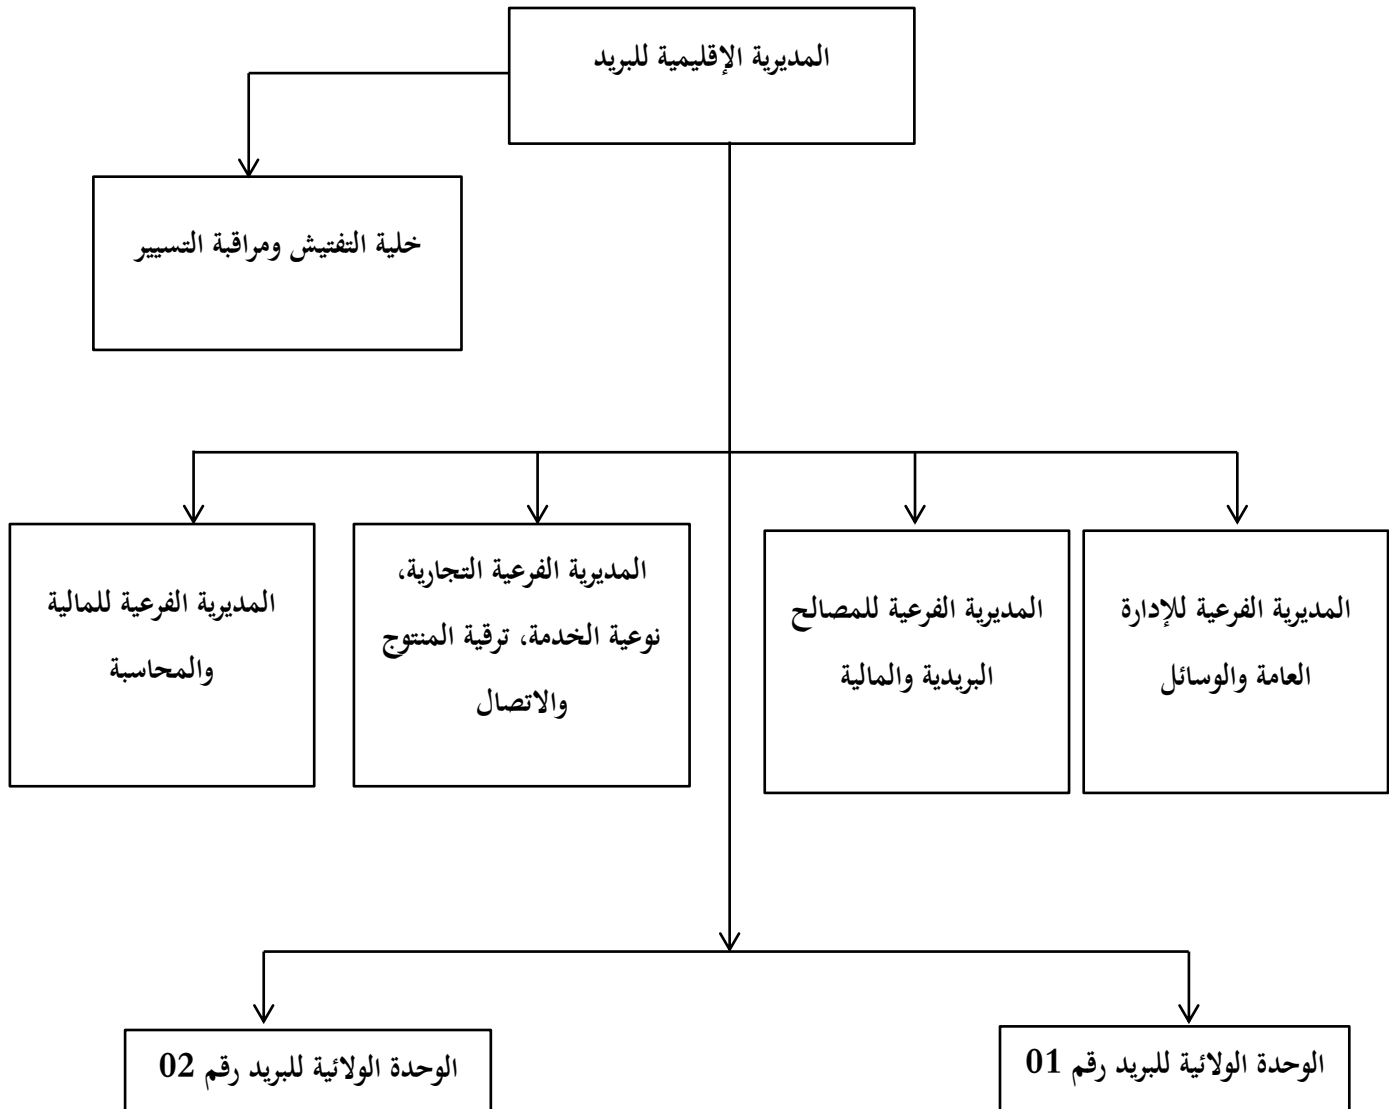 المديرية الإقليمية للبريد
خلية التفتيش ومراقبة التسيير
المديرية الفرعية للإدارة
العامة والوسائل
المديرية الفرعية للمصالح
البريدية والمالية
المديرية الفرعية التجارية،
نوعية الخدمة، ترقية المنتوج
والاتصال
المديرية الفرعية للمالية
والمحاسبة
الوحدة الولائية للبريد رقم 01
الوحدة الولائية للبريد رقم 02